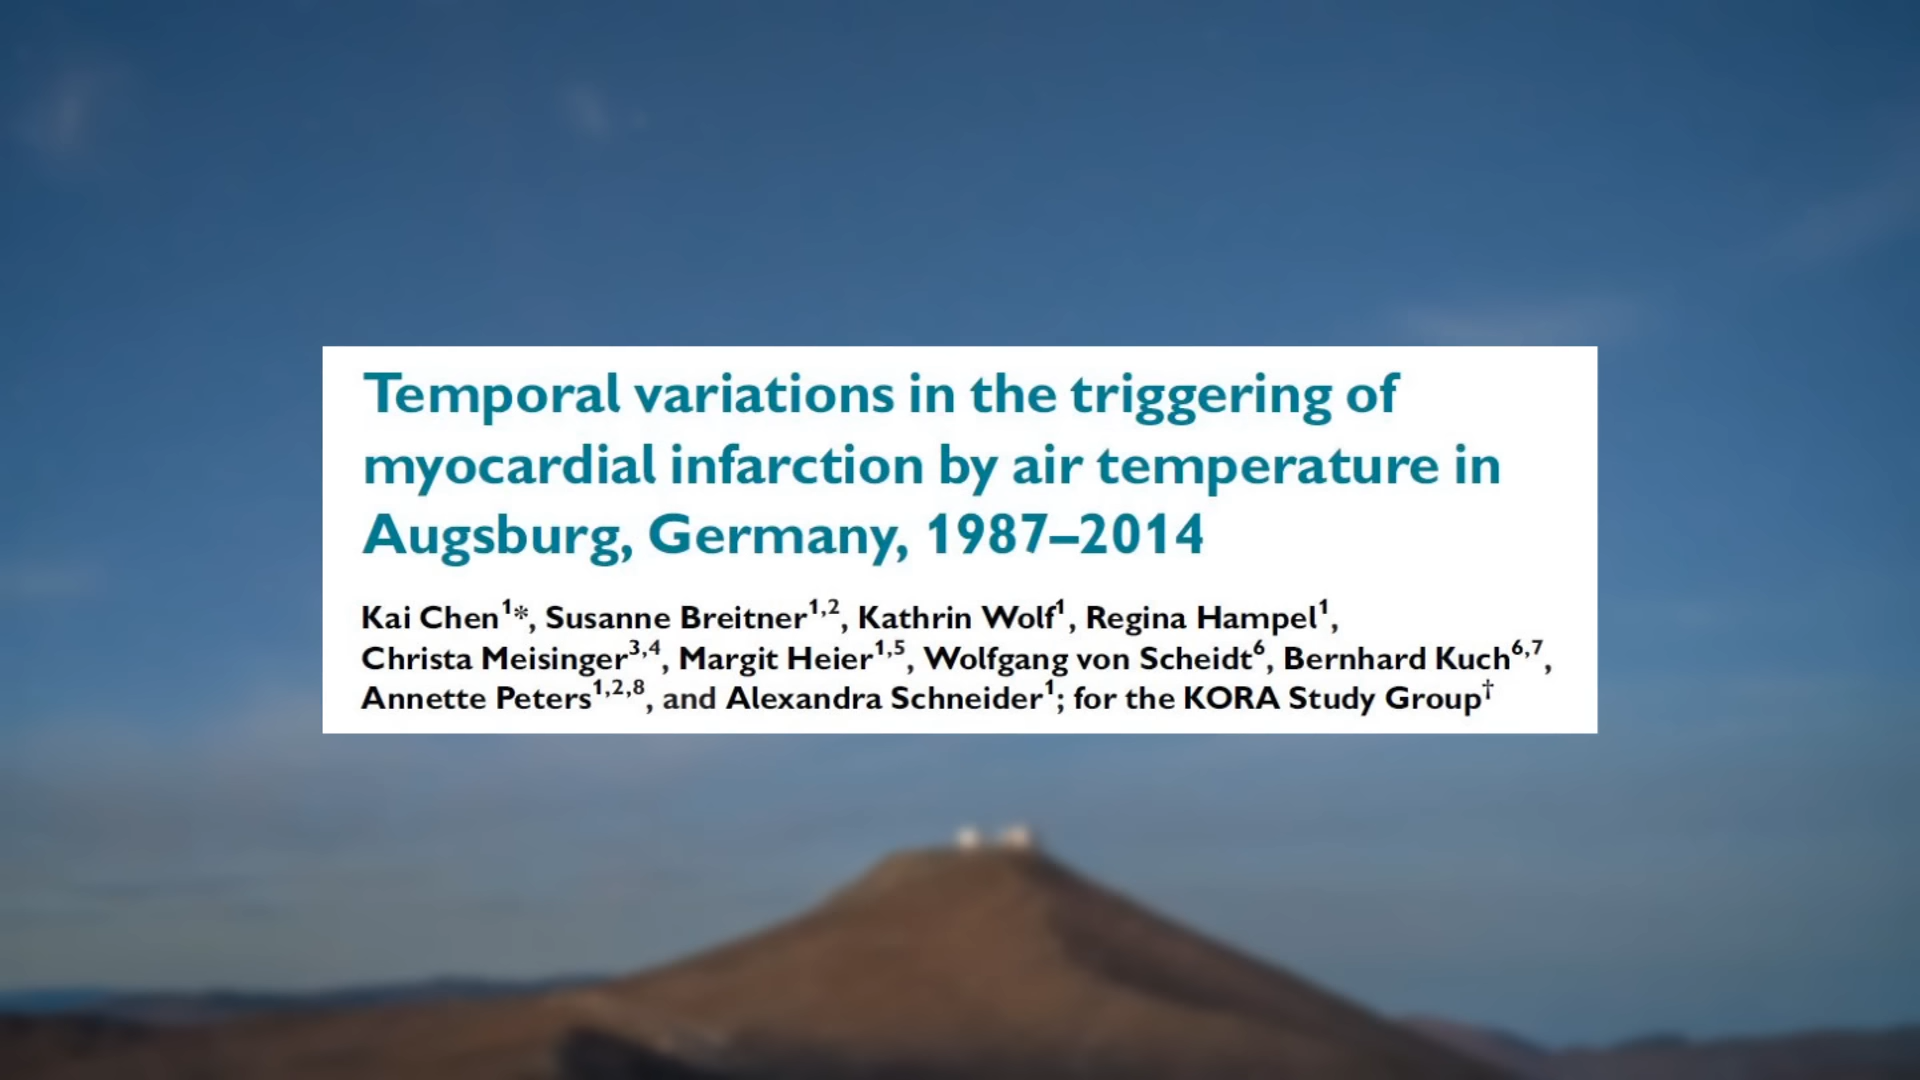 Temporal variations in the triggering of
myocardial infarction by air temperature in
Augsburg, Germany, 1987–2014
Kai Chen1*, Susanne Breitner1,2, Kathrin Wolf1, Regina Hampel1,
Christa Meisinger3,4, Margit Heier1,5, Wolfgang von Scheidt6, Bernhard Kuch6,7,
Annette Peters1,2,8, and Alexandra Schneider1; for the KORA Study Group†